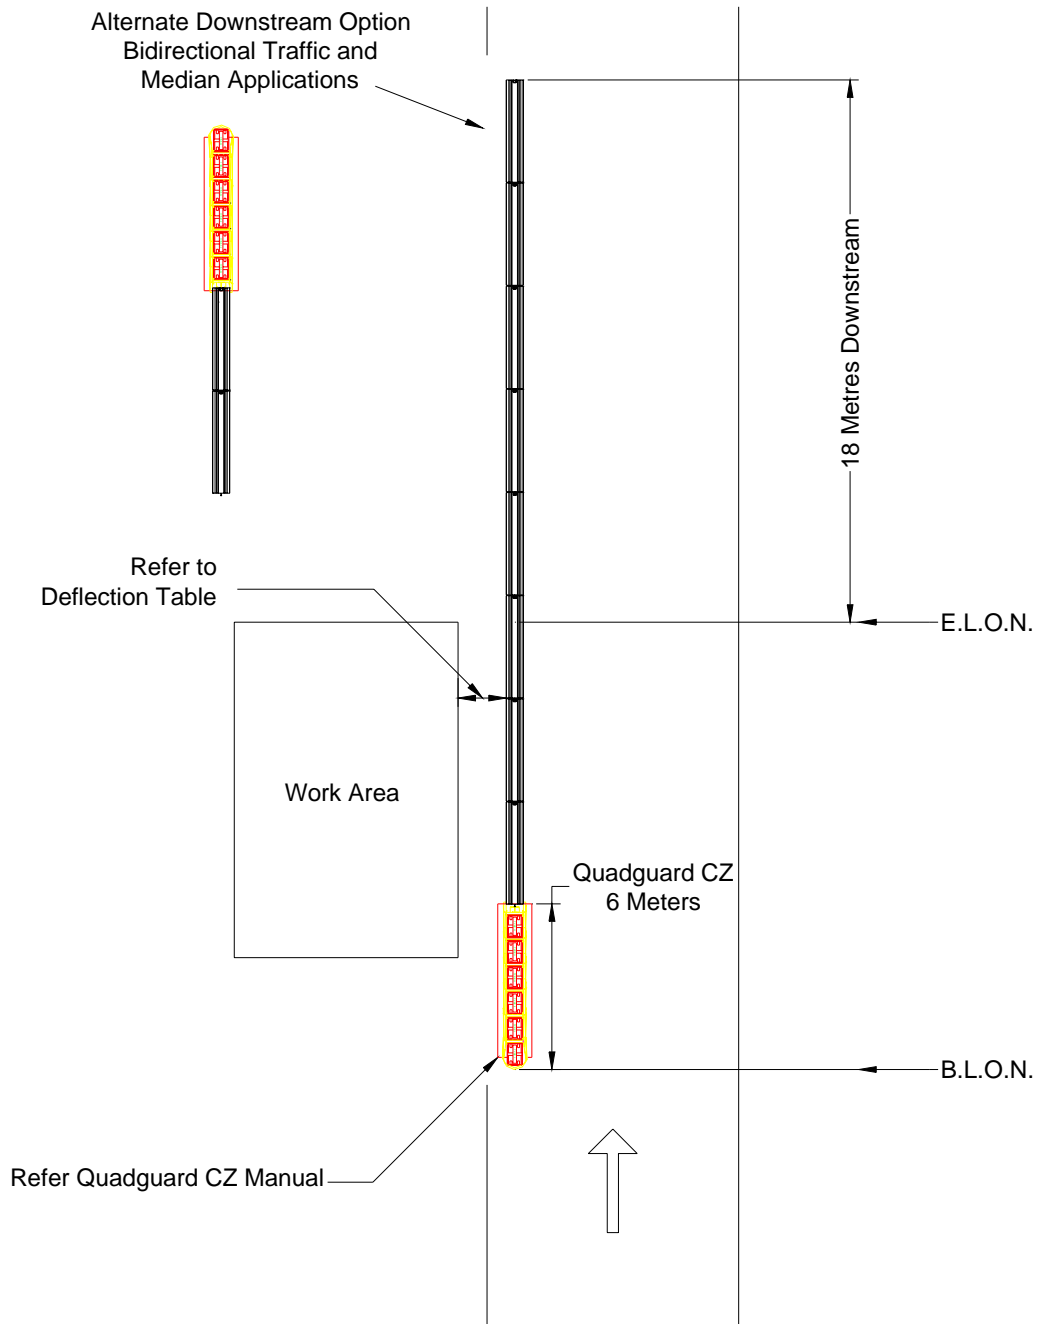 Alternate Downstream Option
Bidirectional Traffic and
Median Applications
18 Metres Downstream
Refer to
Deflection Table
E.L.O.N.
Work Area
Quadguard CZ
6 Meters
B.L.O.N.
Refer Quadguard CZ Manual